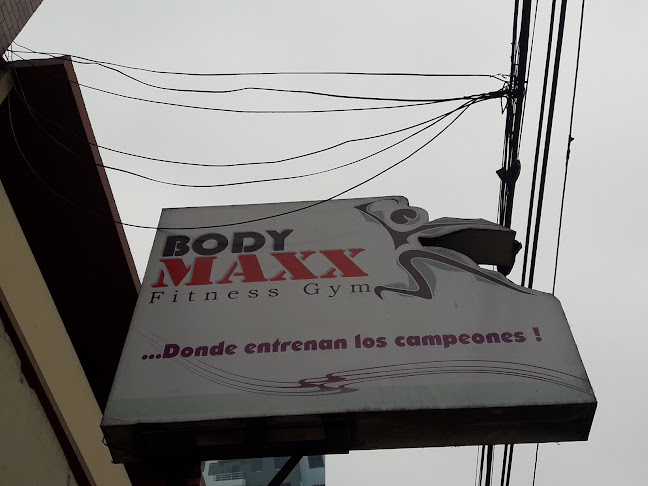 BODY
MAXX
Fitness Gym
...Donde entrenan los campeones !